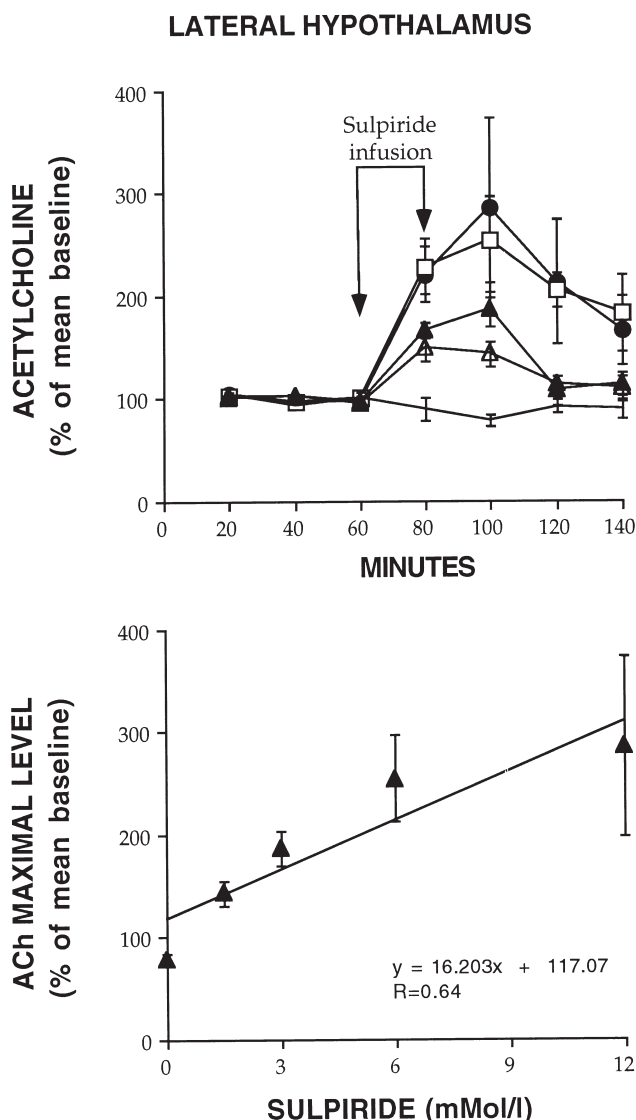 LATERAL HYPOTHALAMUS
ACETYLCHOLINE
(% of mean baseline)
400
300
200
100
0
Sulpiride
infusion
0 20 40 60 80 100 120 140
MINUTES
ACh MAXIMAL LEVEL
(% of mean baseline)
400
300
200
100
0
y = 16.203x + 117.07
R=0.64
0 3 6 9 12
SULPIRIDE (mMol/l)